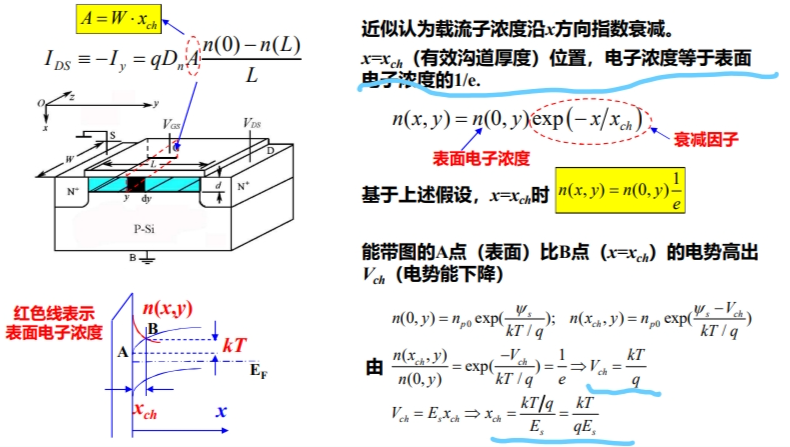 A = W · x_{ch}
I_{DS} ≡ −I_y = qD_n A \frac{n(0) − n(L)}{L}
O
z
y
x
S
V_{GS}
V_{DS}
D
W
L
N⁺
d
N⁺
y
dy
P-Si
B
红色线表示
表面电子浓度
n(x,y)
B
A
kT
E_F
x_{ch}
x
近似认为载流子浓度沿x方向指数衰减。
x=x_{ch}（有效沟道厚度）位置，电子浓度等于表面
电子浓度的1/e.
n(x, y) = n(0, y) exp(−x/x_{ch})
衰减因子
表面电子浓度
基于上述假设，x=x_{ch}时 n(x, y) = n(0, y)\frac{1}{e}
能带图的A点（表面）比B点（x=x_{ch}）的电势高出
V_{ch}（电势能下降）
n(0, y) = n_{p0} exp(\frac{ψ_s}{kT / q}); n(x_{ch}, y) = n_{p0} exp(\frac{ψ_s − V_{ch}}{kT / q})
由 \frac{n(x_{ch}, y)}{n(0, y)} = exp(\frac{−V_{ch}}{kT / q}) = \frac{1}{e} ⇒ V_{ch} = \frac{kT}{q}
V_{ch} = E_s x_{ch} ⇒ x_{ch} = \frac{kT/q}{E_s} = \frac{kT}{qE_s}